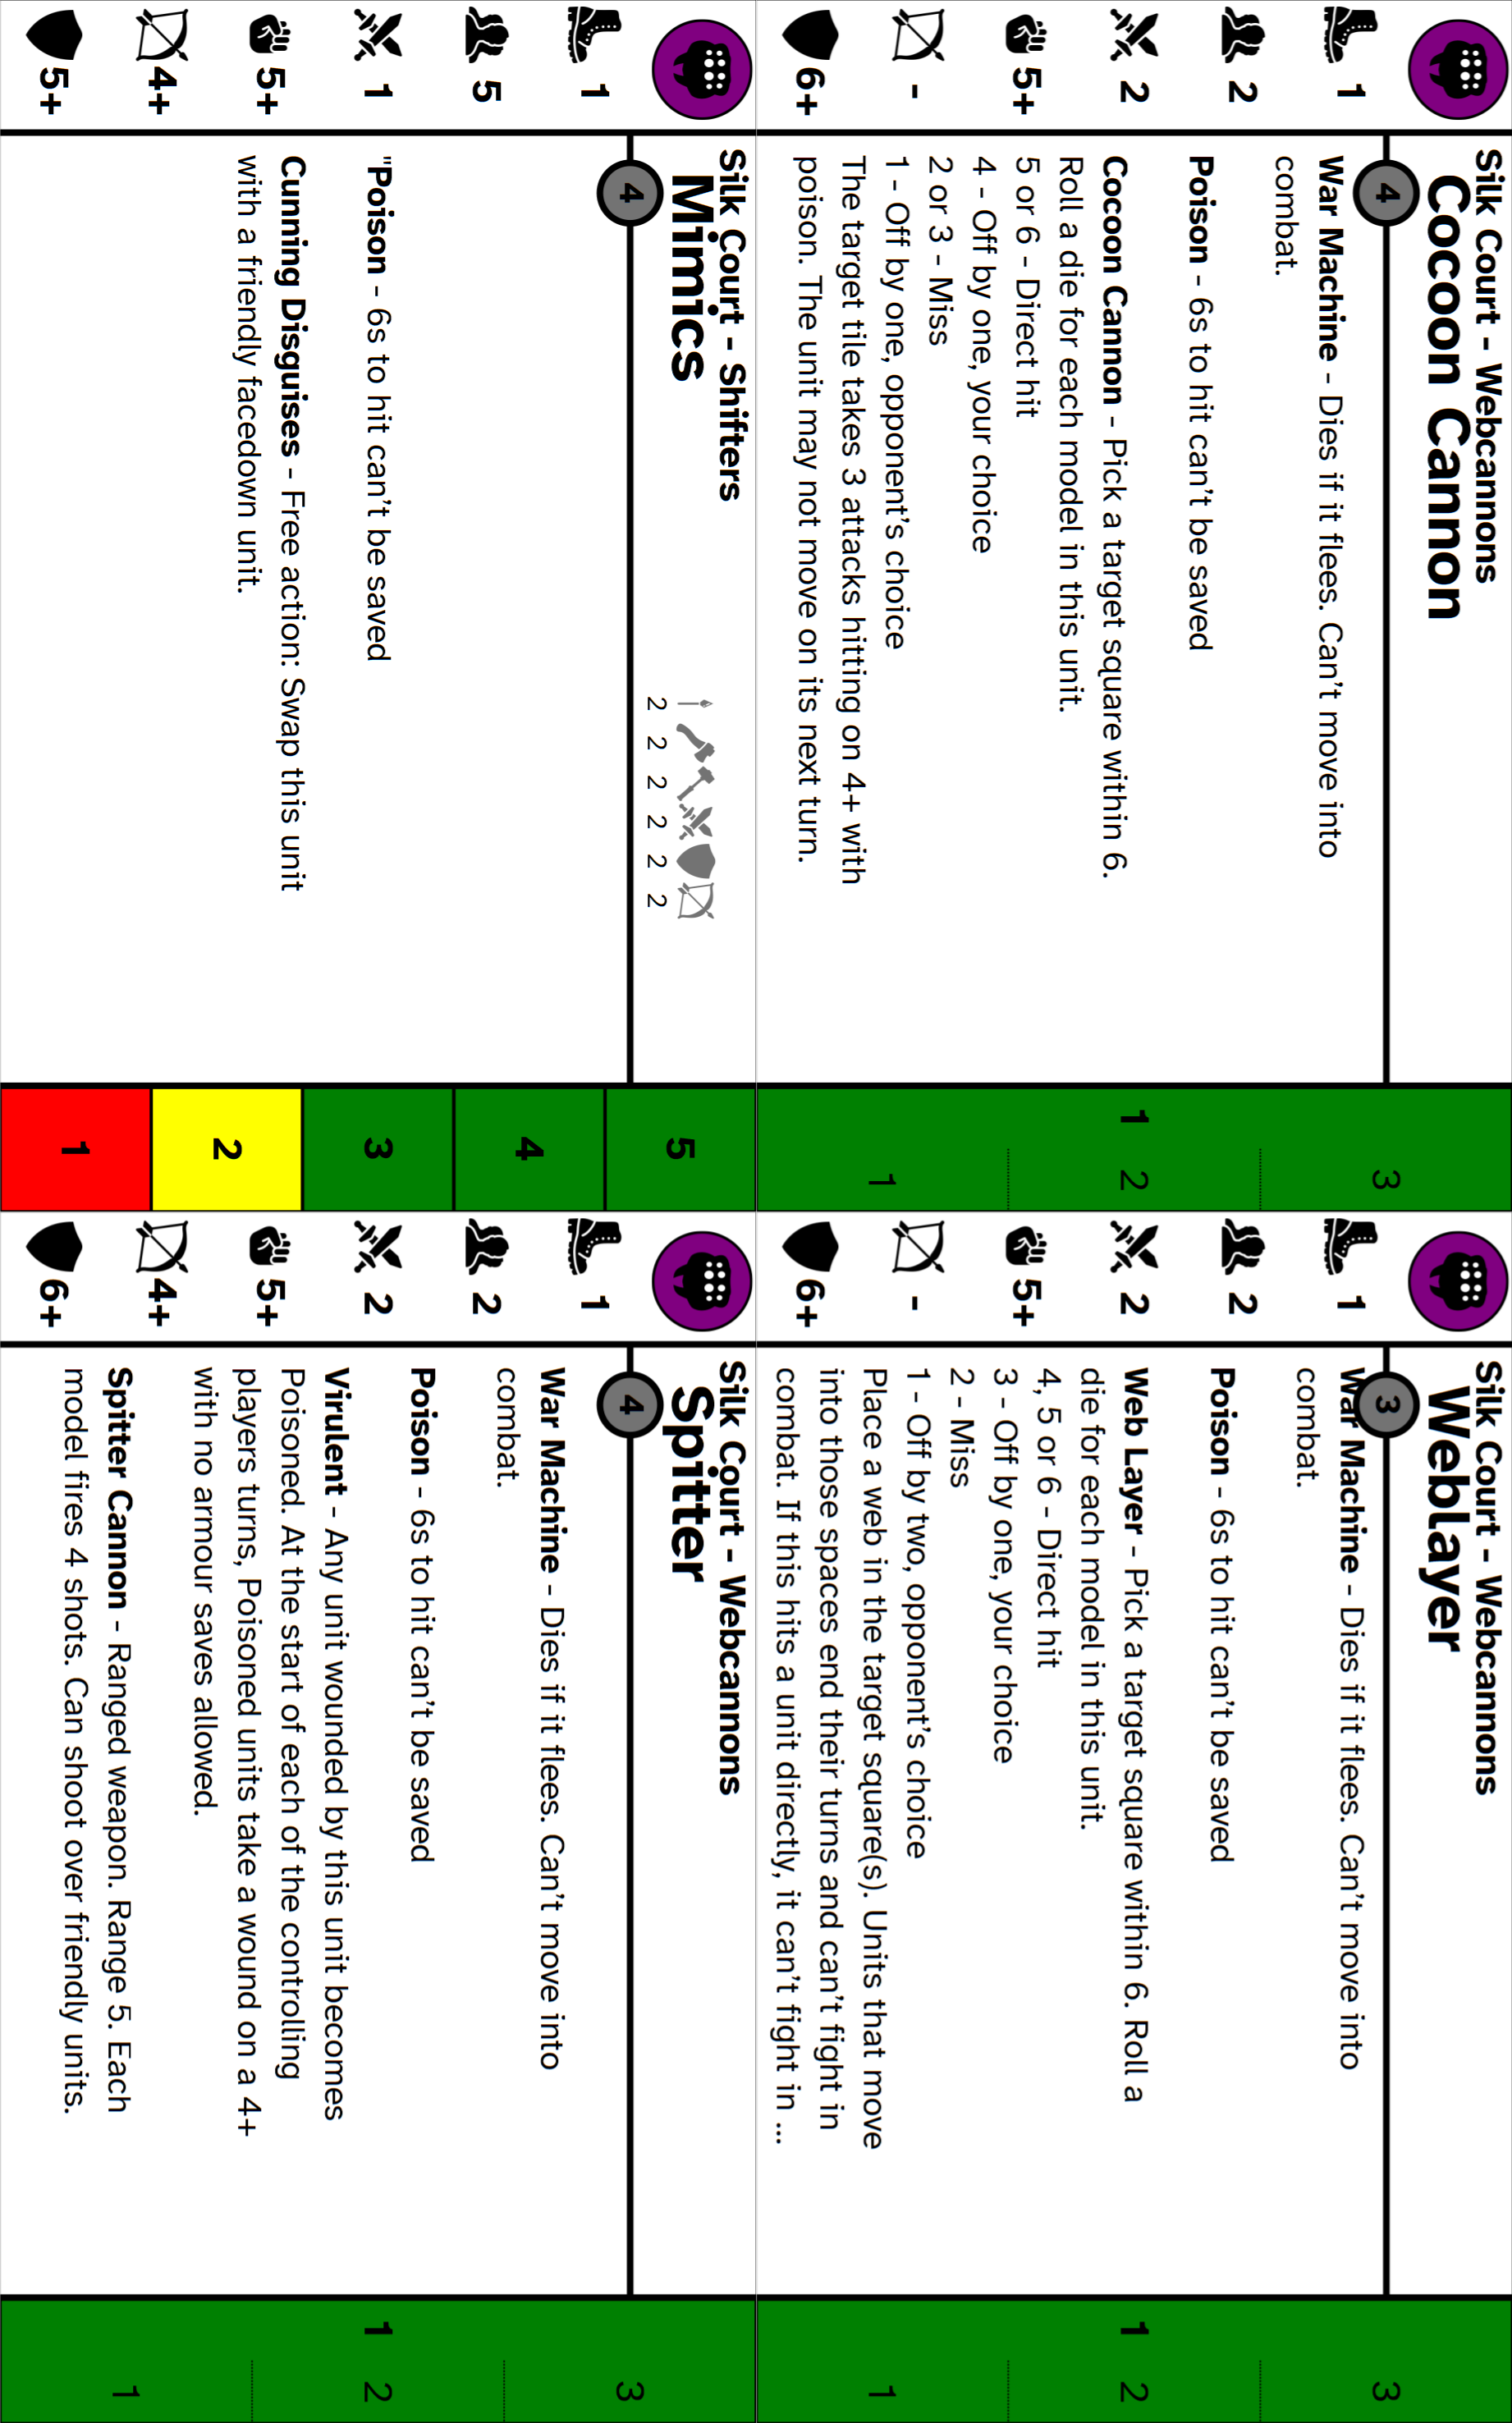 Silk Court - Webcannons
Cocoon Cannon
4
1
2
2
5+
-
6+
War Machine - Dies if it flees. Can't move into
combat.
Poison - 6s to hit can't be saved
Cocoon Cannon - Pick a target square within 6.
Roll a die for each model in this unit.
5 or 6 - Direct hit
4 - Off by one, your choice
2 or 3 - Miss
1 - Off by one, opponent's choice
The target tile takes 3 attacks hitting on 4+ with
poison. The unit may not move on its next turn.
1
3
2
1
Silk Court - Webcannons
Weblayer
3
1
2
2
5+
-
6+
War Machine - Dies if it flees. Can't move into
combat.
Poison - 6s to hit can't be saved
Web Layer - Pick a target square within 6. Roll a
die for each model in this unit.
4, 5 or 6 - Direct hit
3 - Off by one, your choice
2 - Miss
1 - Off by two, opponent's choice
Place a web in the target square(s). Units that move
into those spaces end their turns and can't fight in
combat. If this hits a unit directly, it can't fight in ...
1
3
2
1
Silk Court - Shifters
Mimics
2 2 2 2 2 2
4
1
5
1
5+
4+
5+
"Poison - 6s to hit can't be saved
Cunning Disguises - Free action: Swap this unit
with a friendly facedown unit.
5
4
3
2
1
Silk Court - Webcannons
Spitter
4
1
2
2
5+
4+
6+
War Machine - Dies if it flees. Can't move into
combat.
Poison - 6s to hit can't be saved
Virulent - Any unit wounded by this unit becomes
Poisoned. At the start of each of the controlling
players turns, Poisoned units take a wound on a 4+
with no armour saves allowed.
Spitter Cannon - Ranged weapon. Range 5. Each
model fires 4 shots. Can shoot over friendly units.
1
3
2
1